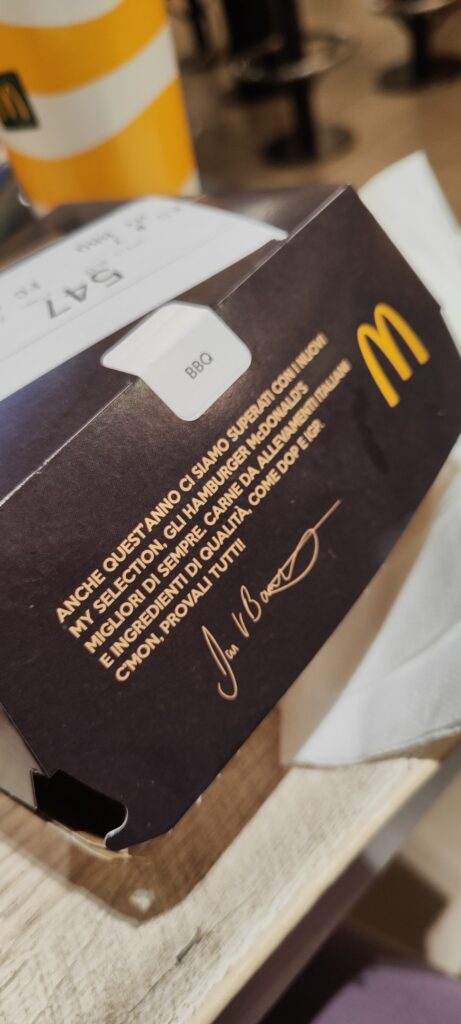 547
BBQ
ANCHE QUEST'ANNO CI SIAMO SUPERATI CON I NUOVI
MY SELECTION, GLI HAMBURGER McDONALD'S
MIGLIORI DI SEMPRE. CARNE DA ALLEVAMENTI ITALIANI
E INGREDIENTI DI QUALITÀ, COME DOP E IGP.
C'MON, PROVALI TUTTI!